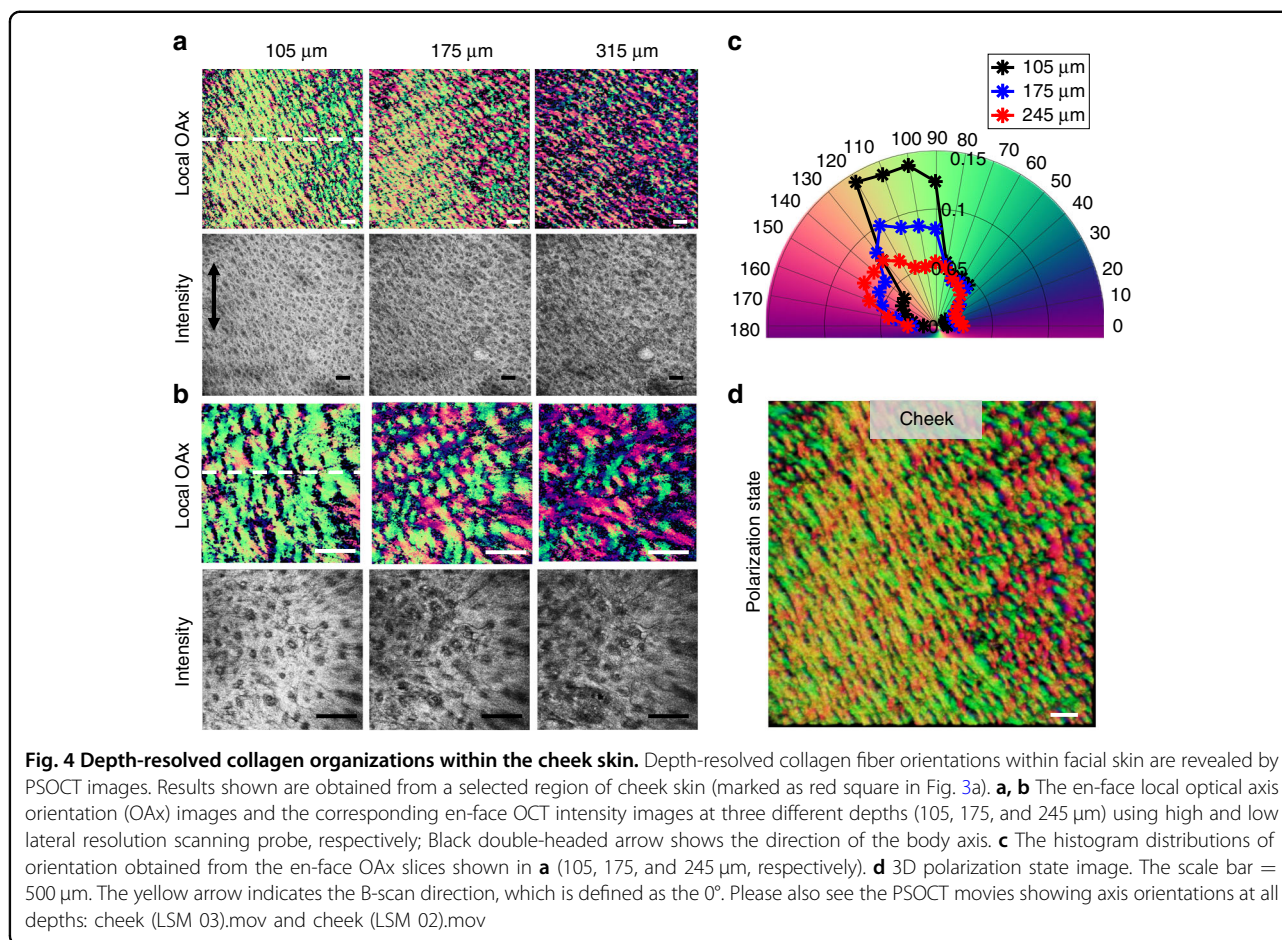 a
105 μm
175 μm
315 μm
Local OAx
Intensity
b
Local OAx
Intensity
c
105 μm
175 μm
245 μm
180
170
160
150
140
130
120
110
100
90
80
70
60
50
40
30
20
10
0
0.15
0.1
0.05
0
d
Cheek
Polarization state
Fig. 4 Depth-resolved collagen organizations within the cheek skin. Depth-resolved collagen fiber orientations within facial skin are revealed by
PSOCT images. Results shown are obtained from a selected region of cheek skin (marked as red square in Fig. 3a). a, b The en-face local optical axis
orientation (OAx) images and the corresponding en-face OCT intensity images at three different depths (105, 175, and 245 μm) using high and low
lateral resolution scanning probe, respectively; Black double-headed arrow shows the direction of the body axis. c The histogram distributions of
orientation obtained from the en-face OAx slices shown in a (105, 175, and 245 μm, respectively). d 3D polarization state image. The scale bar =
500 μm. The yellow arrow indicates the B-scan direction, which is defined as the 0°. Please also see the PSOCT movies showing axis orientations at all
depths: cheek (LSM 03).mov and cheek (LSM 02).mov